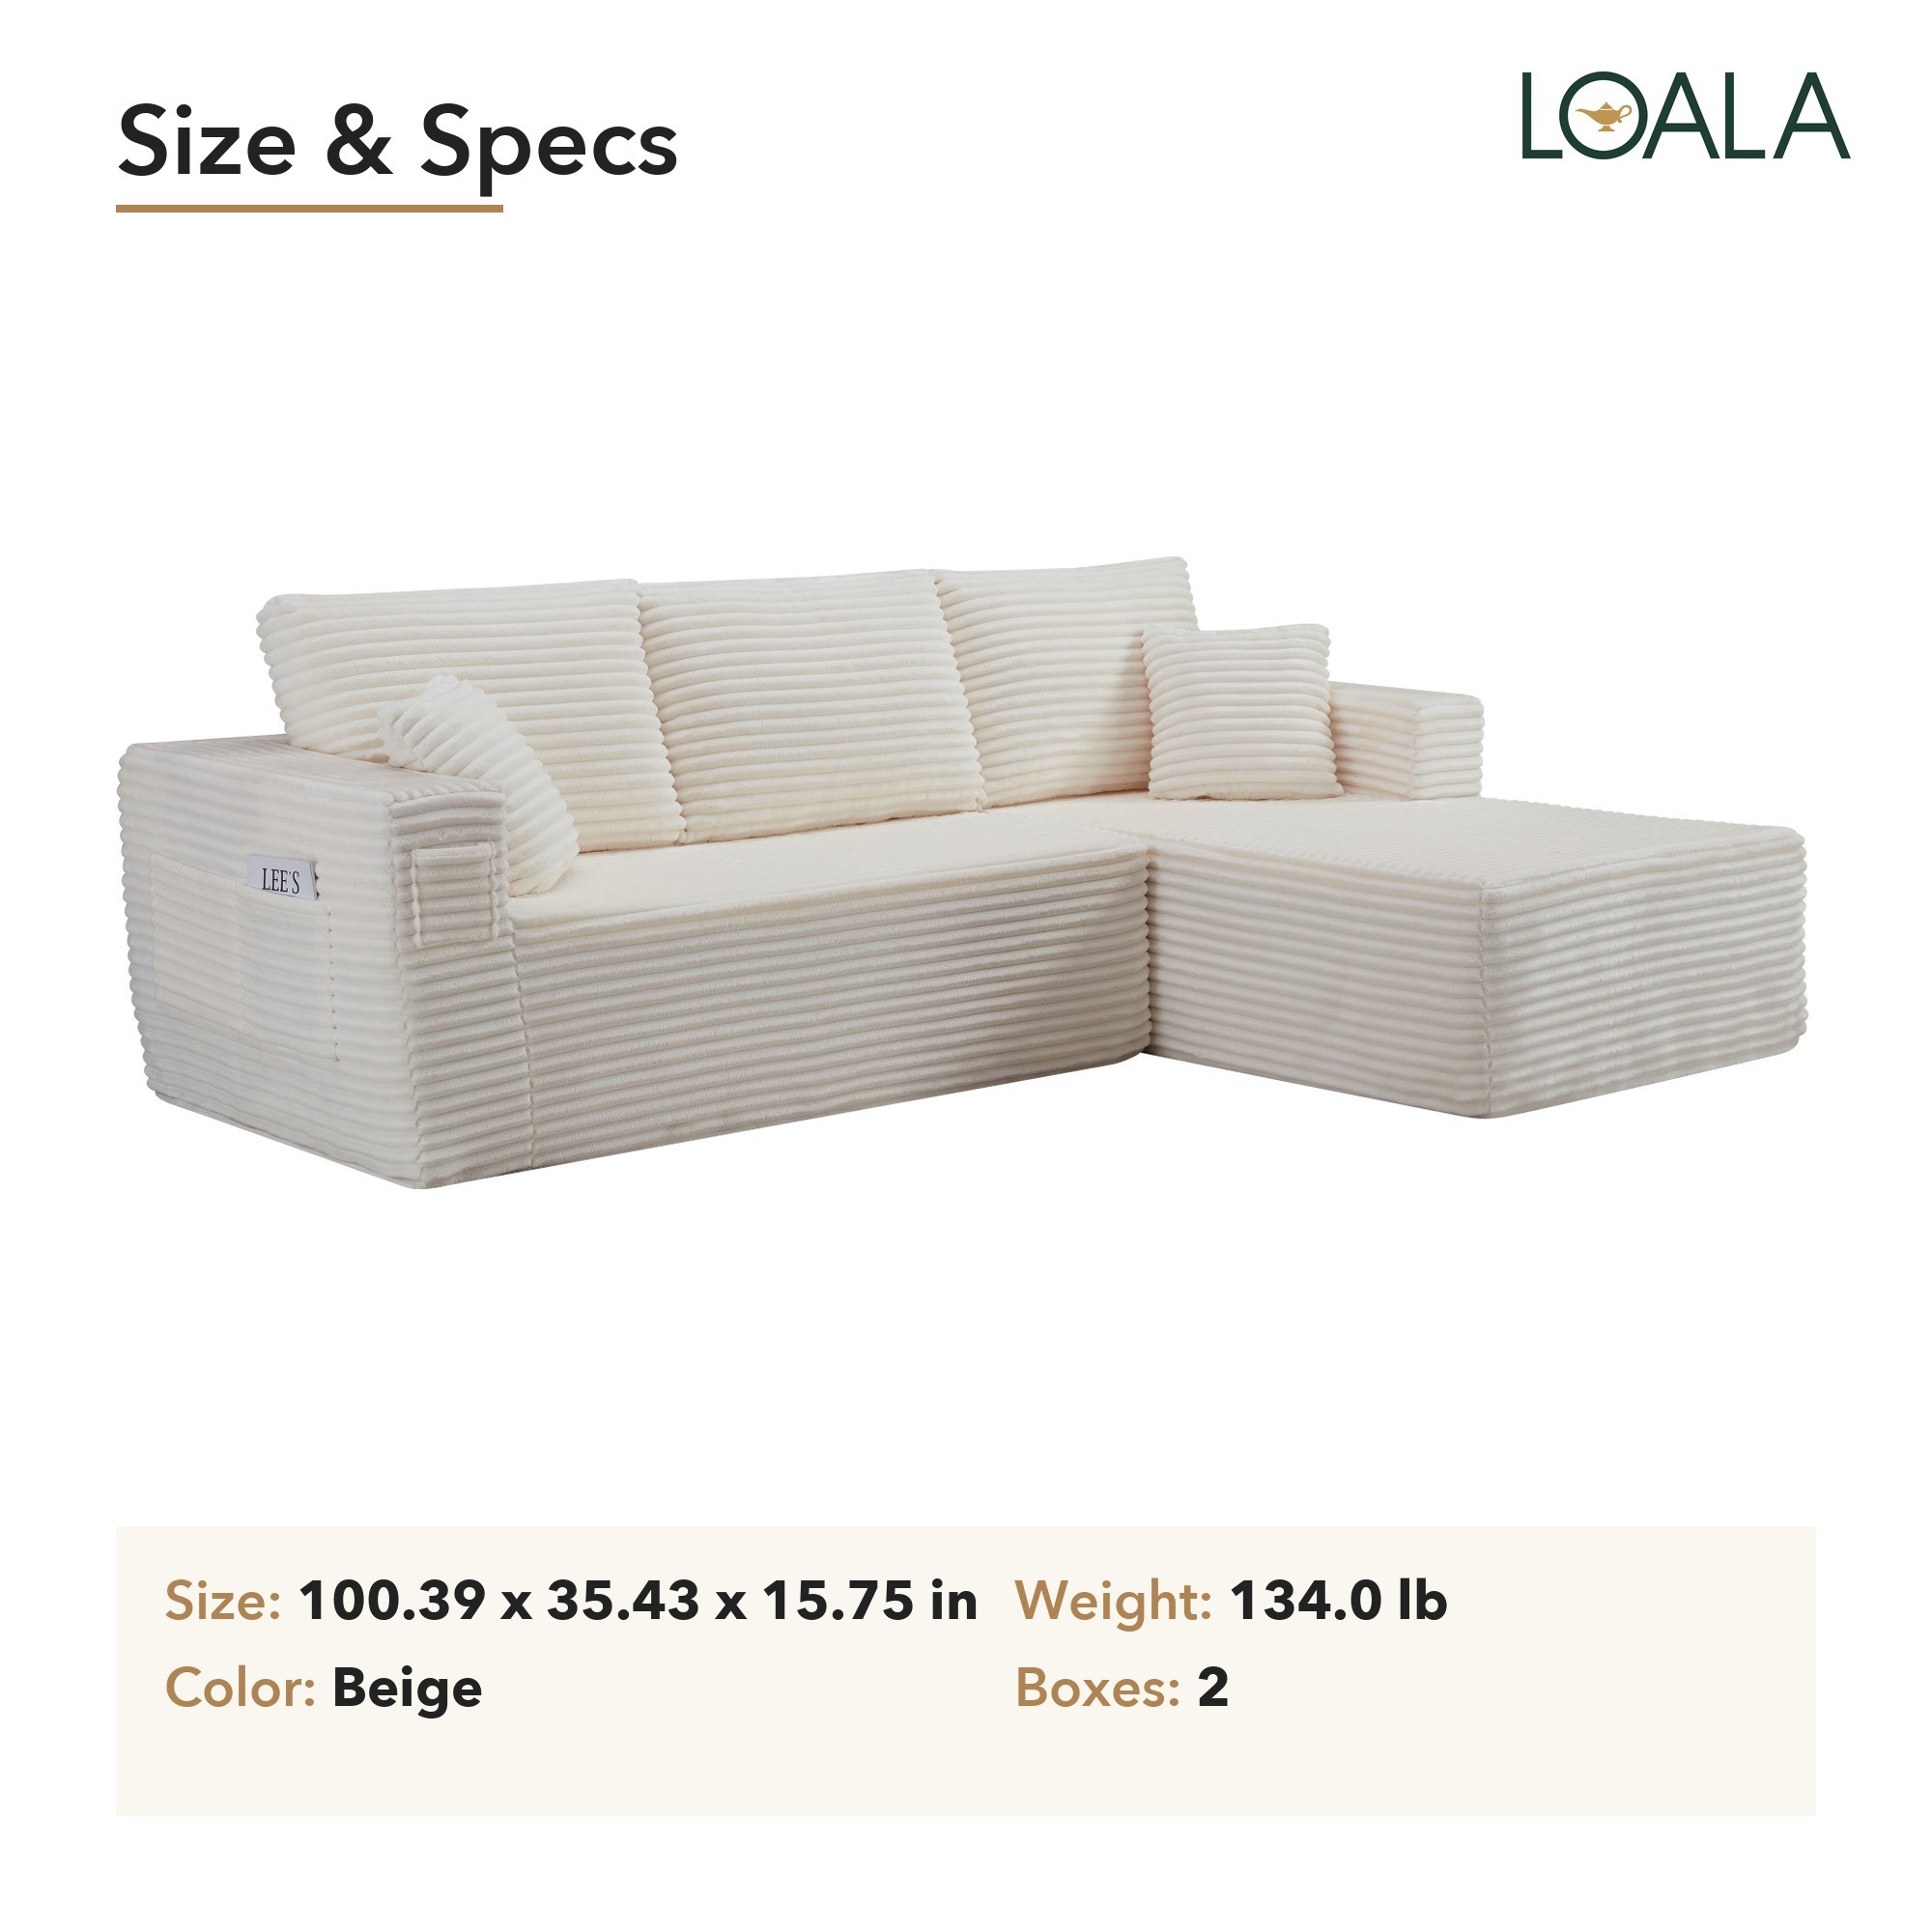 Size & Specs
LOALA
LEE'S
Size: 100.39 x 35.43 x 15.75 in
Weight: 134.0 lb
Color: Beige
Boxes: 2